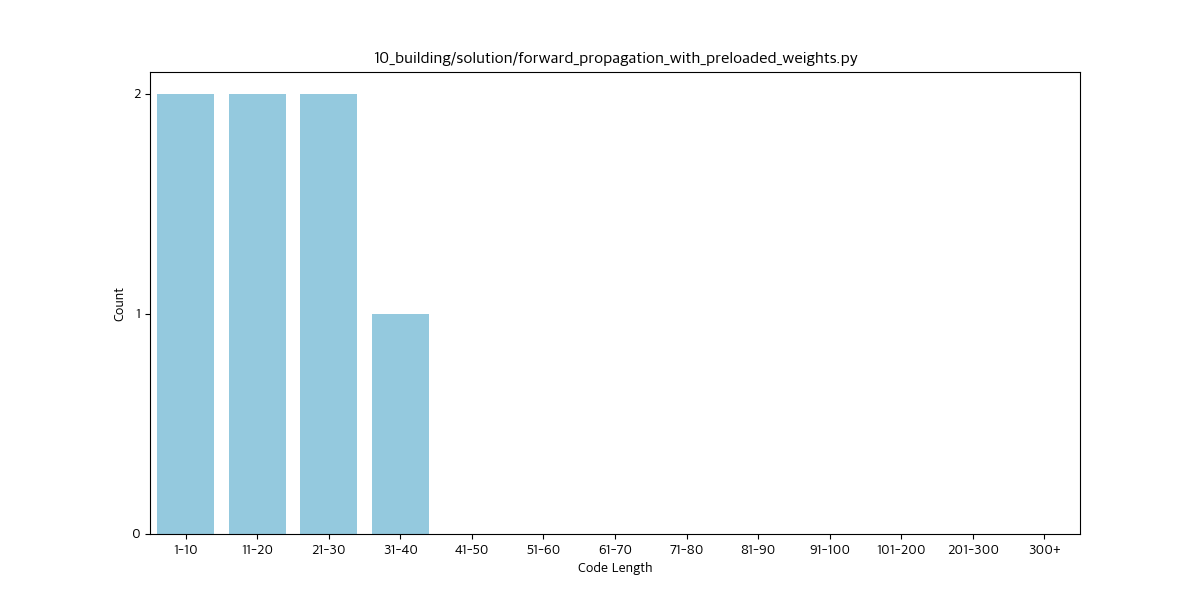 10_building/solution/forward_propagation_with_preloaded_weights.py
2
1
0
Count
1-10 11-20 21-30 31-40 41-50 51-60 61-70 71-80 81-90 91-100 101-200 201-300 300+
Code Length